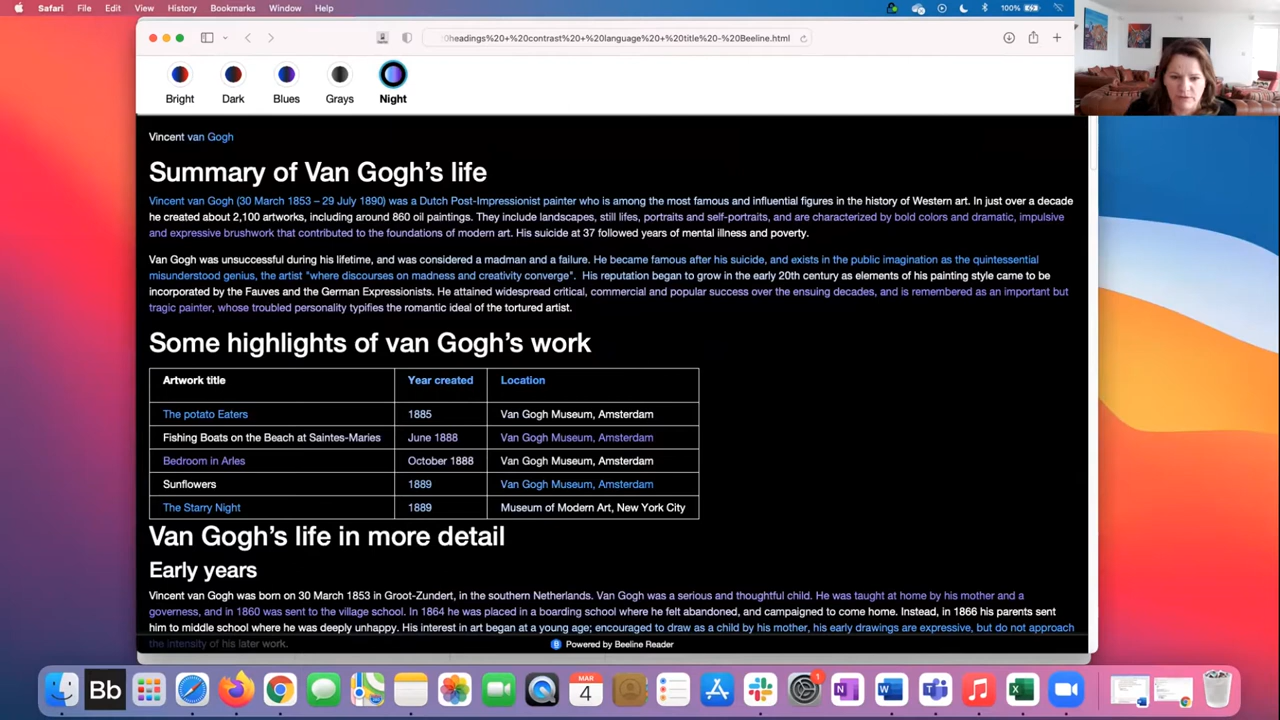 Safari File Edit View History Bookmarks Window Help 100%
headings%20+%20contrast%20+%20language%20+%20title%20-%20Beeline.html
Bright Dark Blues Grays Night
Vincent van Gogh
Summary of Van Gogh's life
Vincent van Gogh (30 March 1853 – 29 July 1890) was a Dutch Post-Impressionist painter who is among the most famous and influential figures in the history of Western art. In just over a decade
he created about 2,100 artworks, including around 860 oil paintings. They include landscapes, still lifes, portraits and self-portraits, and are characterized by bold colors and dramatic, impulsive
and expressive brushwork that contributed to the foundations of modern art. His suicide at 37 followed years of mental illness and poverty.
Van Gogh was unsuccessful during his lifetime, and was considered a madman and a failure. He became famous after his suicide, and exists in the public imagination as the quintessential
misunderstood genius, the artist "where discourses on madness and creativity converge". His reputation began to grow in the early 20th century as elements of his painting style came to be
incorporated by the Fauves and the German Expressionists. He attained widespread critical, commercial and popular success over the ensuing decades, and is remembered as an important but
tragic painter, whose troubled personality typifies the romantic ideal of the tortured artist.
Some highlights of van Gogh's work
Artwork title Year created Location
The potato Eaters 1885 Van Gogh Museum, Amsterdam
Fishing Boats on the Beach at Saintes-Maries June 1888 Van Gogh Museum, Amsterdam
Bedroom in Arles October 1888 Van Gogh Museum, Amsterdam
Sunflowers 1889 Van Gogh Museum, Amsterdam
The Starry Night 1889 Museum of Modern Art, New York City
Van Gogh's life in more detail
Early years
Vincent van Gogh was born on 30 March 1853 in Groot-Zundert, in the southern Netherlands. Van Gogh was a serious and thoughtful child. He was taught at home by his mother and a
governess, and in 1860 was sent to the village school. In 1864 he was placed in a boarding school where he felt abandoned, and campaigned to come home. Instead, in 1866 his parents sent
him to middle school where he was deeply unhappy. His interest in art began at a young age; encouraged to draw as a child by his mother, his early drawings are expressive, but do not approach
the intensity of his later work.
Powered by Beeline Reader
Bb
MAR
4
1